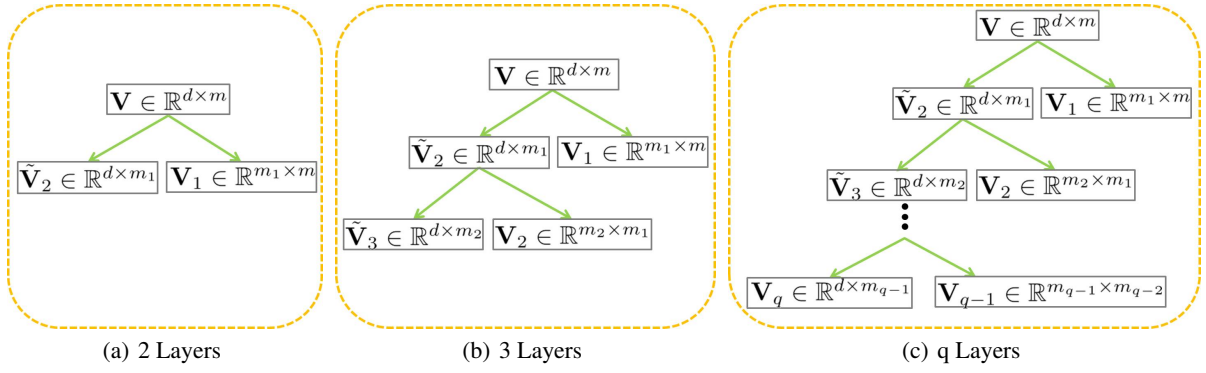 V ∈ ℝ^{d×m}
Ṽ_2 ∈ ℝ^{d×m_1} V_1 ∈ ℝ^{m_1×m}
(a) 2 Layers
V ∈ ℝ^{d×m}
Ṽ_2 ∈ ℝ^{d×m_1} V_1 ∈ ℝ^{m_1×m}
Ṽ_3 ∈ ℝ^{d×m_2} V_2 ∈ ℝ^{m_2×m_1}
(b) 3 Layers
V ∈ ℝ^{d×m}
Ṽ_2 ∈ ℝ^{d×m_1} V_1 ∈ ℝ^{m_1×m}
Ṽ_3 ∈ ℝ^{d×m_2} V_2 ∈ ℝ^{m_2×m_1}
V_q ∈ ℝ^{d×m_{q-1}} V_{q-1} ∈ ℝ^{m_{q-1}×m_{q-2}}
(c) q Layers